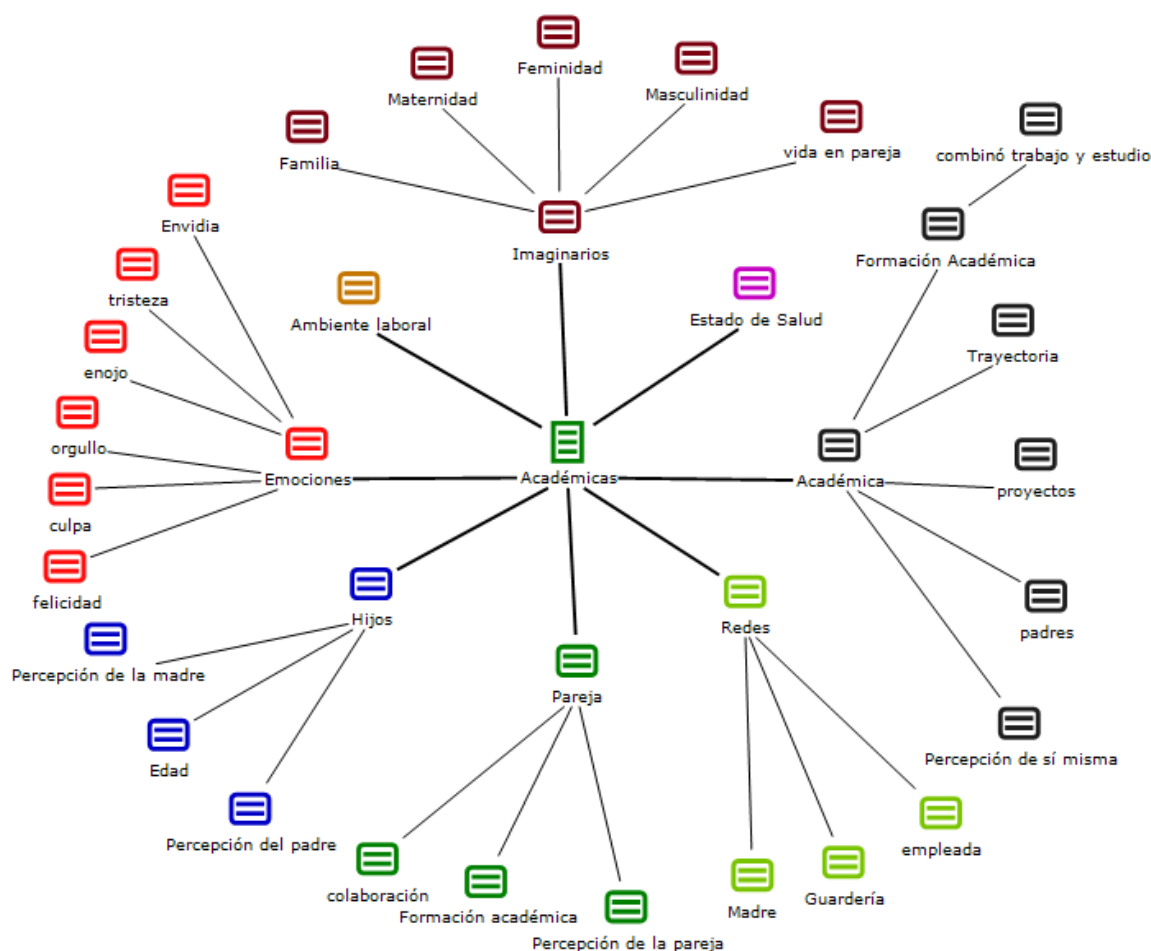 Feminidad
Maternidad
Masculinidad
Familia
vida en pareja
combinó trabajo y estudio
Envidia
Imaginarios
Formación Académica
tristeza
Ambiente laboral
Estado de Salud
enojo
Trayectoria
orgullo
Emociones
Académicas
Académica
proyectos
culpa
felicidad
Hijos
Redes
padres
Percepción de la madre
Pareja
Edad
Percepción de sí misma
Percepción del padre
empleada
colaboración
Formación académica
Percepción de la pareja
Madre
Guardería